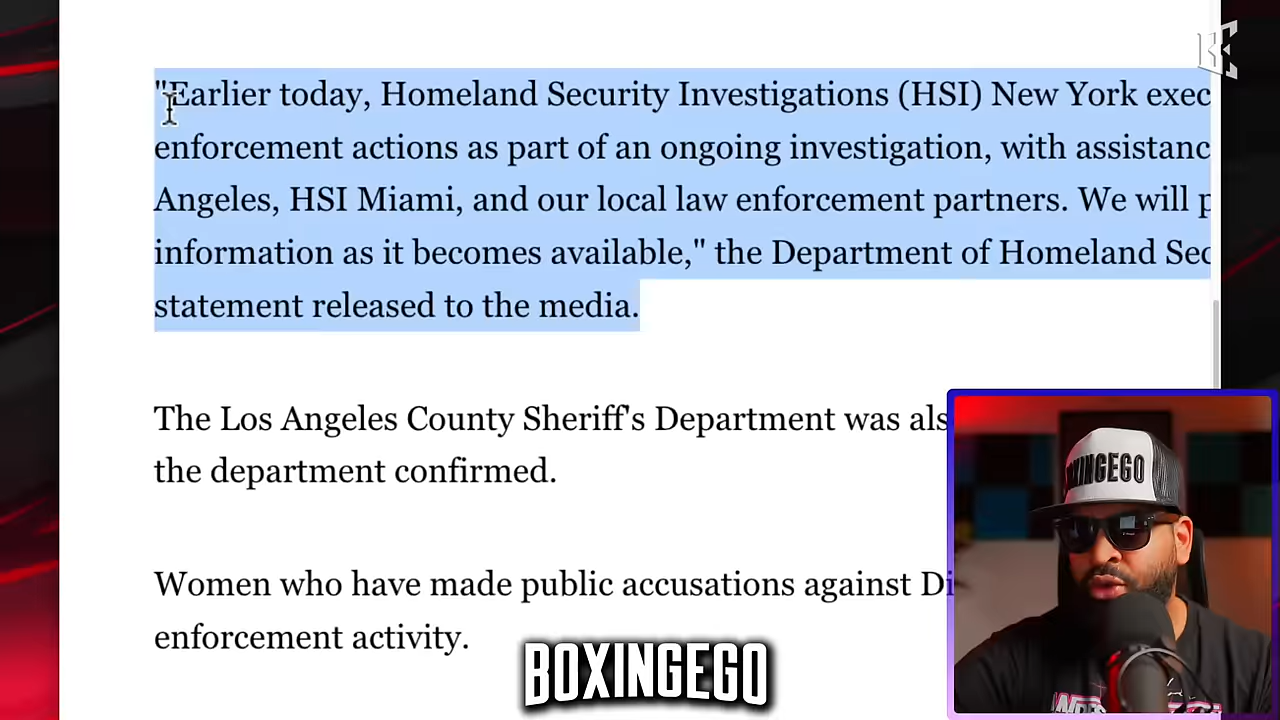 "Earlier today, Homeland Security Investigations (HSI) New York exec
enforcement actions as part of an ongoing investigation, with assistanc
Angeles, HSI Miami, and our local law enforcement partners. We will p
information as it becomes available," the Department of Homeland Sec
statement released to the media.
The Los Angeles County Sheriff's Department was als
the department confirmed.
Women who have made public accusations against Di
enforcement activity.
BOXINGEGO
BOXINGEGO